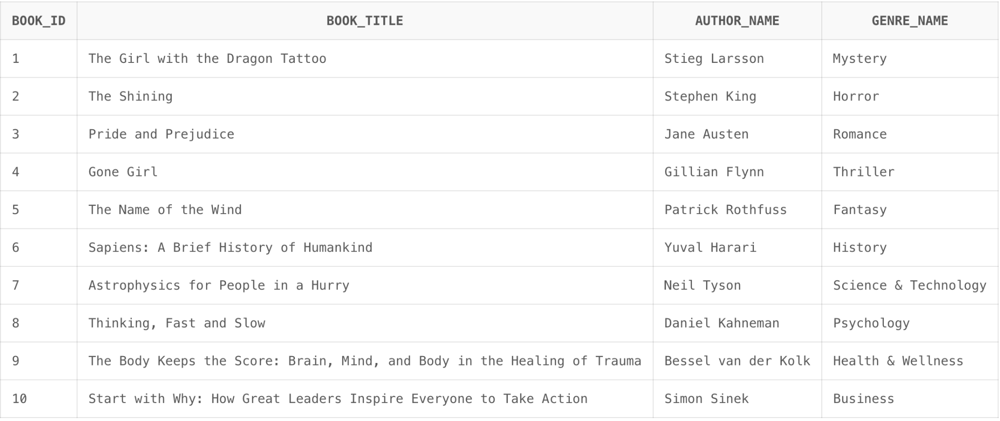 BOOK_ID BOOK_TITLE AUTHOR_NAME GENRE_NAME
1 The Girl with the Dragon Tattoo Stieg Larsson Mystery
2 The Shining Stephen King Horror
3 Pride and Prejudice Jane Austen Romance
4 Gone Girl Gillian Flynn Thriller
5 The Name of the Wind Patrick Rothfuss Fantasy
6 Sapiens: A Brief History of Humankind Yuval Harari History
7 Astrophysics for People in a Hurry Neil Tyson Science & Technology
8 Thinking, Fast and Slow Daniel Kahneman Psychology
9 The Body Keeps the Score: Brain, Mind, and Body in the Healing of Trauma Bessel van der Kolk Health & Wellness
10 Start with Why: How Great Leaders Inspire Everyone to Take Action Simon Sinek Business